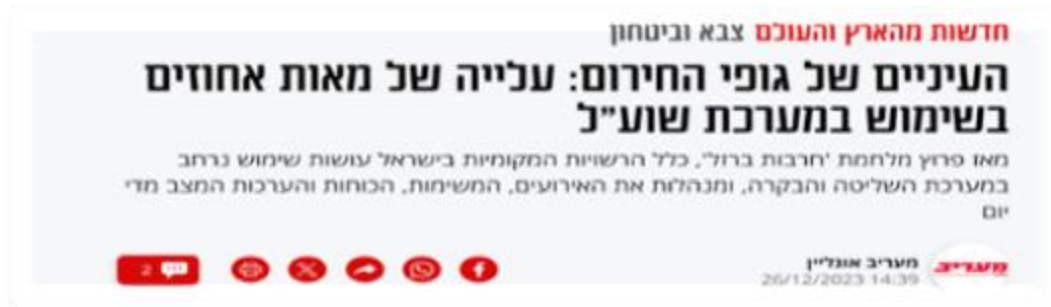 חדשות מהארץ והעולם צבא וביטחון
העיניים של גופי החירום: עלייה של מאות אחוזים
בשימוש במערכת שוע"ל
מאז פרוץ מלחמת 'חרבות ברזל', כלל הרשויות המקומיות בישראל עושות שימוש נרחב
במערכת השליטה והבקרה, ומנהלות את האירועים, המשימות, הכוחות והערכות המצב מדי
יום
מעריב אונליין
26/12/2023 14:39
מעריב
2